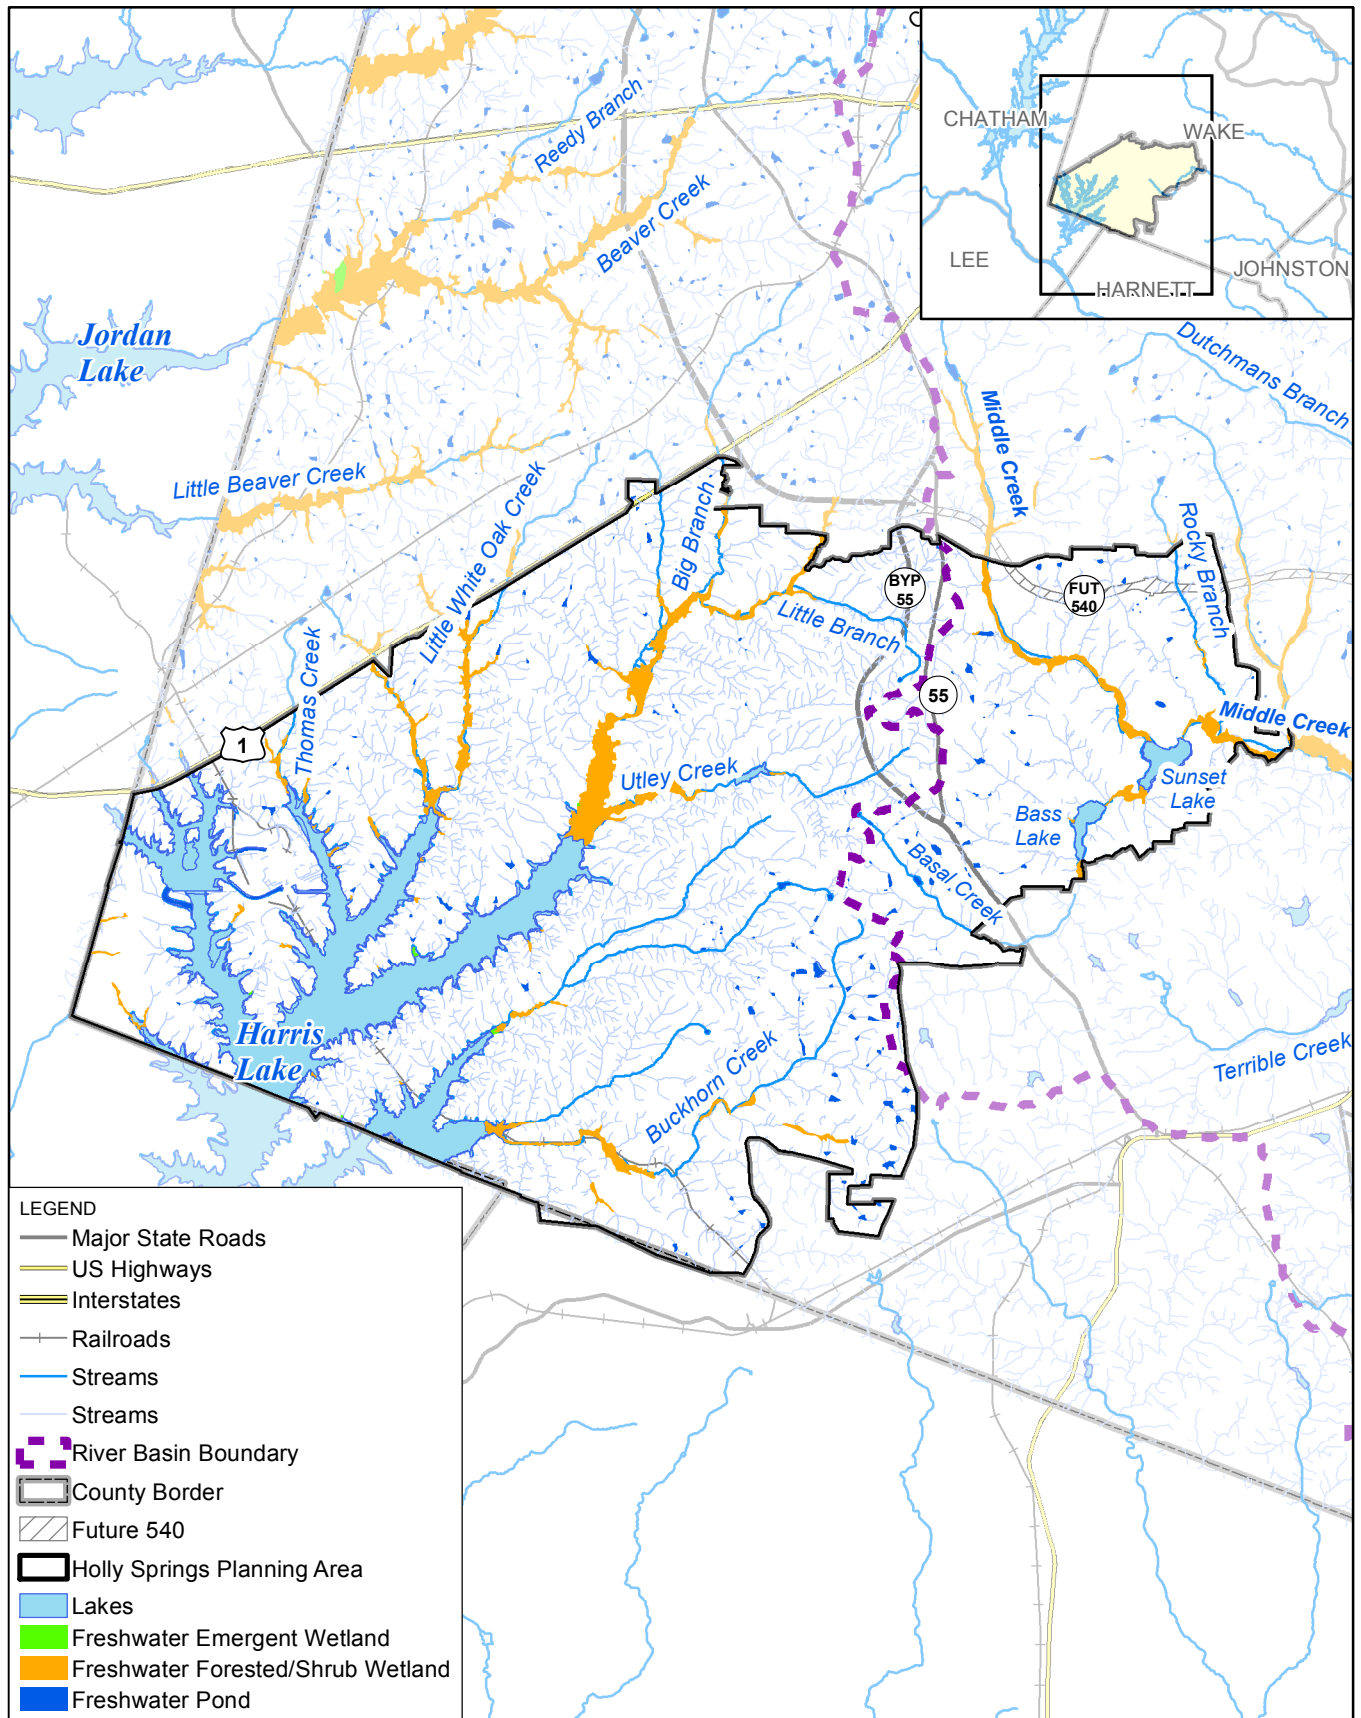 CHATHAM
WAKE
LEE
JOHNSTON
HARNETT
Reedy Branch
Beaver Creek
Jordan
Lake
Dutchmans Branch
Middle Creek
Little Beaver Creek
Little White Oak Creek
Big Branch
Rocky Branch
BYP
55
FUT
540
Little Branch
Thomas Creek
55
1
Middle Creek
Utley Creek
Sunset
Lake
Bass
Lake
Basal Creek
Harris
Lake
Buckhorn Creek
Terrible Creek
LEGEND
Major State Roads
US Highways
Interstates
Railroads
Streams
Streams
River Basin Boundary
County Border
Future 540
Holly Springs Planning Area
Lakes
Freshwater Emergent Wetland
Freshwater Forested/Shrub Wetland
Freshwater Pond